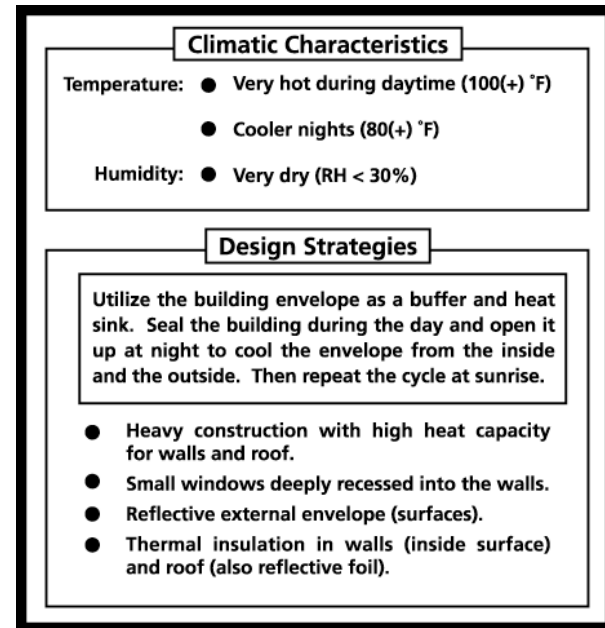 Climatic Characteristics
Temperature: ● Very hot during daytime (100(+) ˚F)
● Cooler nights (80(+) ˚F)
Humidity: ● Very dry (RH < 30%)
Design Strategies
Utilize the building envelope as a buffer and heat
sink. Seal the building during the day and open it
up at night to cool the envelope from the inside
and the outside. Then repeat the cycle at sunrise.
● Heavy construction with high heat capacity
for walls and roof.
● Small windows deeply recessed into the walls.
● Reflective external envelope (surfaces).
● Thermal insulation in walls (inside surface)
and roof (also reflective foil).